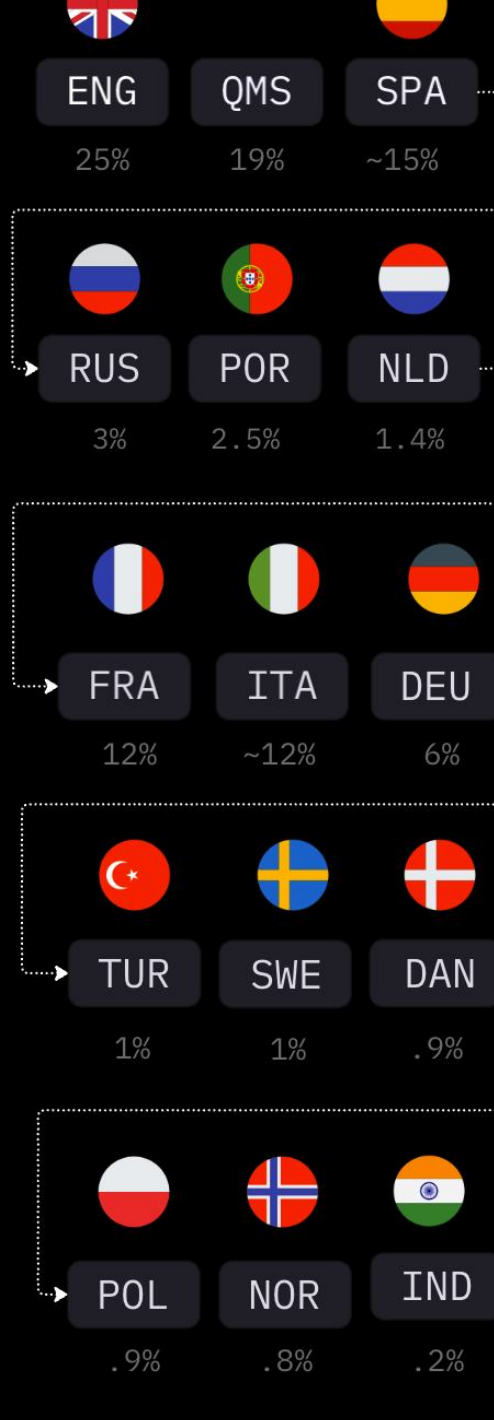 ENG QMS SPA
25% 19% ~15%
RUS POR NLD
3% 2.5% 1.4%
FRA ITA DEU
12% ~12% 6%
TUR SWE DAN
1% 1% .9%
POL NOR IND
.9% .8% .2%